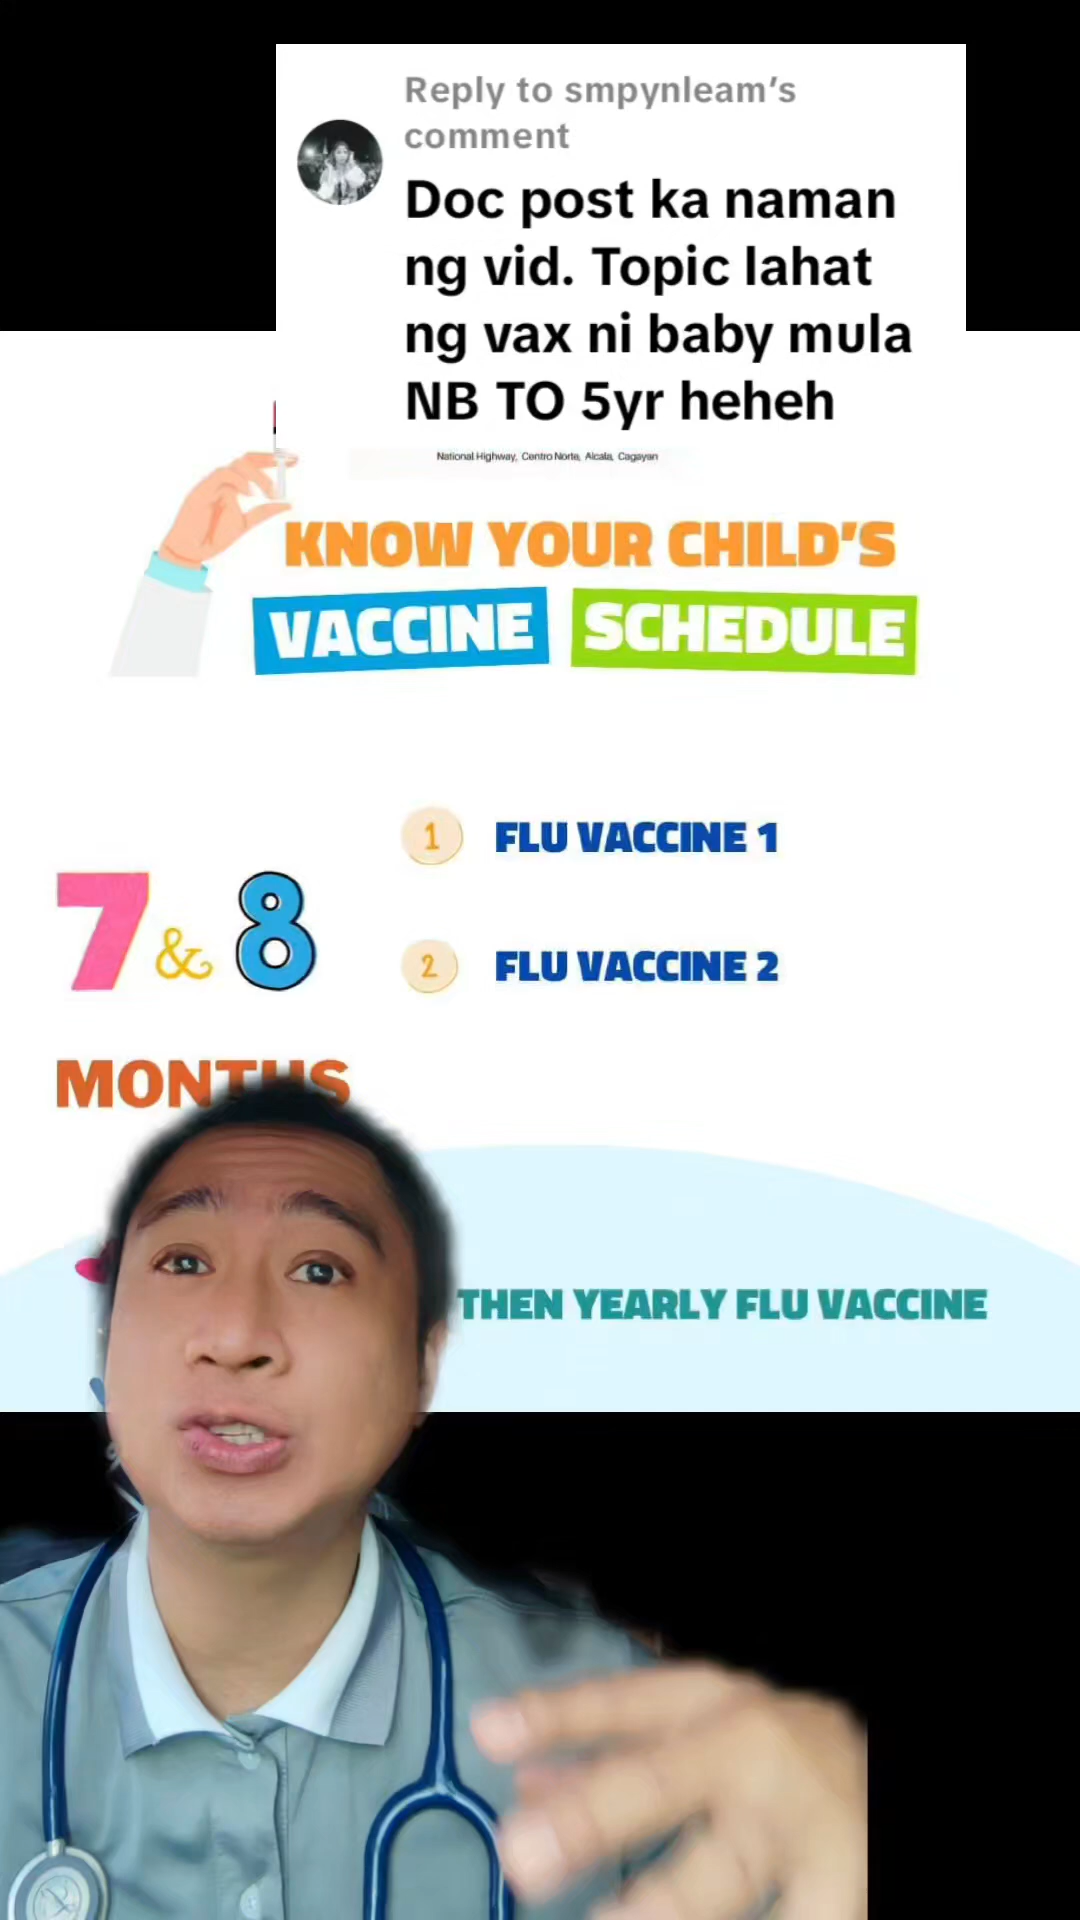 Reply to smpynleam's
comment
Doc post ka naman
ng vid. Topic lahat
ng vax ni baby mula
NB TO 5yr heheh
National Highway, Centro Norte, Alcala, Cagayan
KNOW YOUR CHILD'S
VACCINE SCHEDULE
1 FLU VACCINE 1
7 & 8
2 FLU VACCINE 2
MONTHS
THEN YEARLY FLU VACCINE